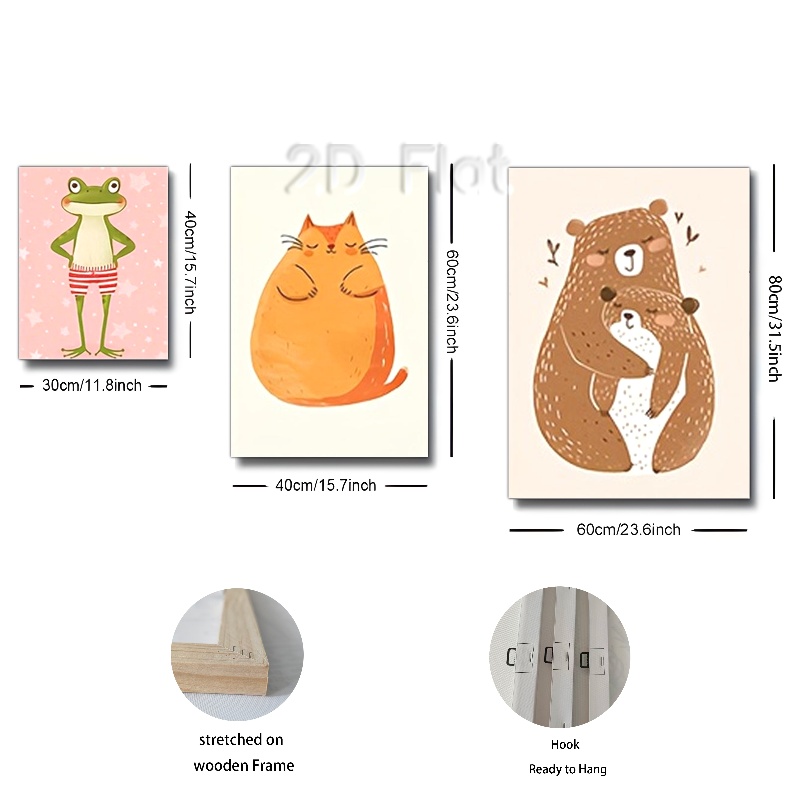 2D Flat
40cm/15.7inch
60cm/23.6inch
80cm/31.5inch
30cm/11.8inch
40cm/15.7inch
60cm/23.6inch
stretched on
wooden Frame
Hook
Ready to Hang